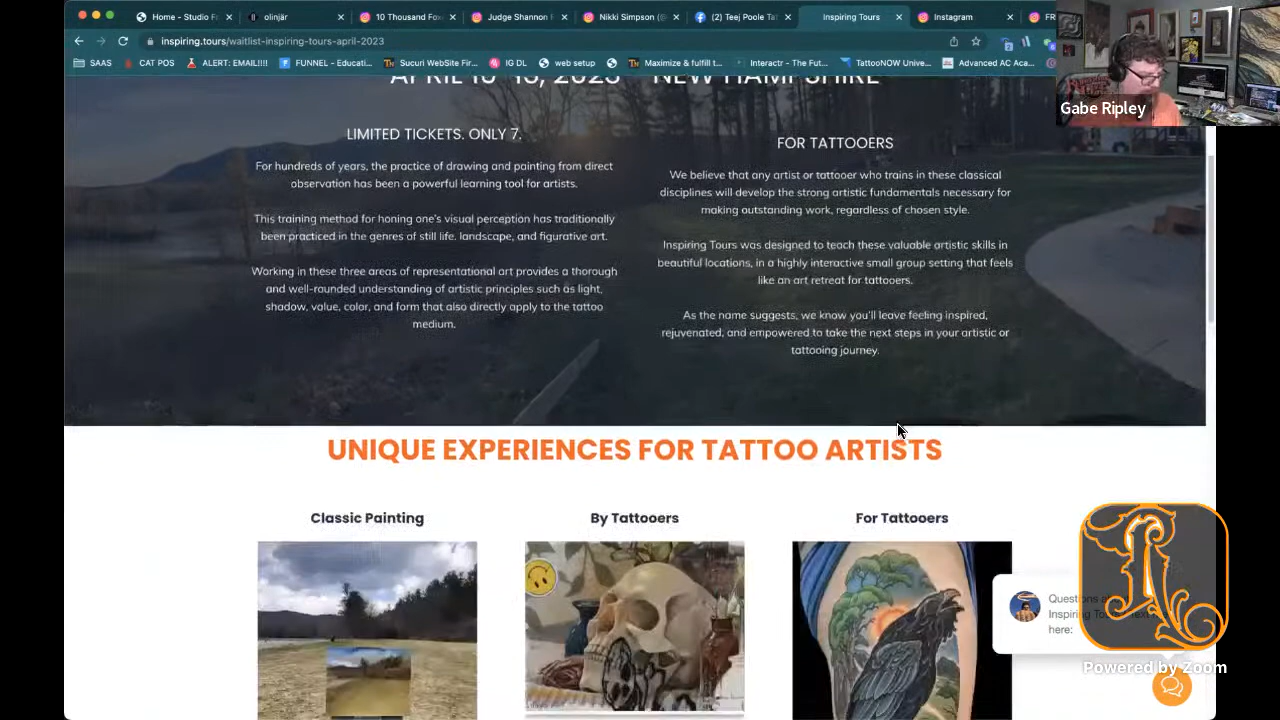 Home - Studio F
olinjär
10 Thousand Fo
Judge Shannon
Nikki Simpson (
(2) Teej Poole Ta
Inspiring Tours
Instagram
FR
inspiring.tours/waitlist-inspiring-tours-april-2023
SAAS
CAT POS
ALERT: EMAIL!!!!
FUNNEL - Educati...
Sucuri WebSite Fir...
IG DL
web setup
Maximize & fulfill t...
Interactr - The Fut...
TattooNOW Unive...
Advanced AC Aca...
Gabe Ripley
NEW HAMPSHIRE
LIMITED TICKETS. ONLY 7.
For hundreds of years, the practice of drawing and painting from direct
observation has been a powerful learning tool for artists.
This training method for honing one's visual perception has traditionally
been practiced in the genres of still life. landscape, and figurative art.
Working in these three areas of representational art provides a thorough
and well-rounded understanding of artistic principles such as light,
shadow, value, color, and form that also directly apply to the tattoo
medium.
FOR TATTOOERS
We believe that any artist or tattooer who trains in these classical
disciplines will develop the strong artistic fundamentals necessary for
making outstanding work, regardless of chosen style.
Inspiring Tours was designed to teach these valuable artistic skills in
beautiful locations, in a highly interactive small group setting that feels
like an art retreat for tattooers.
As the name suggests, we know you'll leave feeling inspired,
rejuvenated, and empowered to take the next steps in your artistic or
tattooing journey.
UNIQUE EXPERIENCES FOR TATTOO ARTISTS
Classic Painting
By Tattooers
For Tattooers
Questions
Inspiring
here:
Powered by Zoom